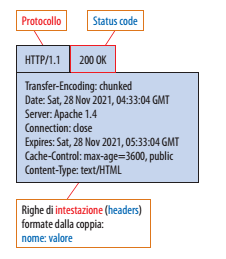 Protocollo
Status code
HTTP/1.1
200 OK
Transfer-Encoding: chunked
Date: Sat, 28 Nov 2021, 04:33:04 GMT
Server: Apache 1.4
Connection: close
Expires: Sat, 28 Nov 2021, 05:33:04 GMT
Cache-Control: max-age=3600, public
Content-Type: text/HTML
Righe di intestazione (headers)
formate dalla coppia:
nome: valore